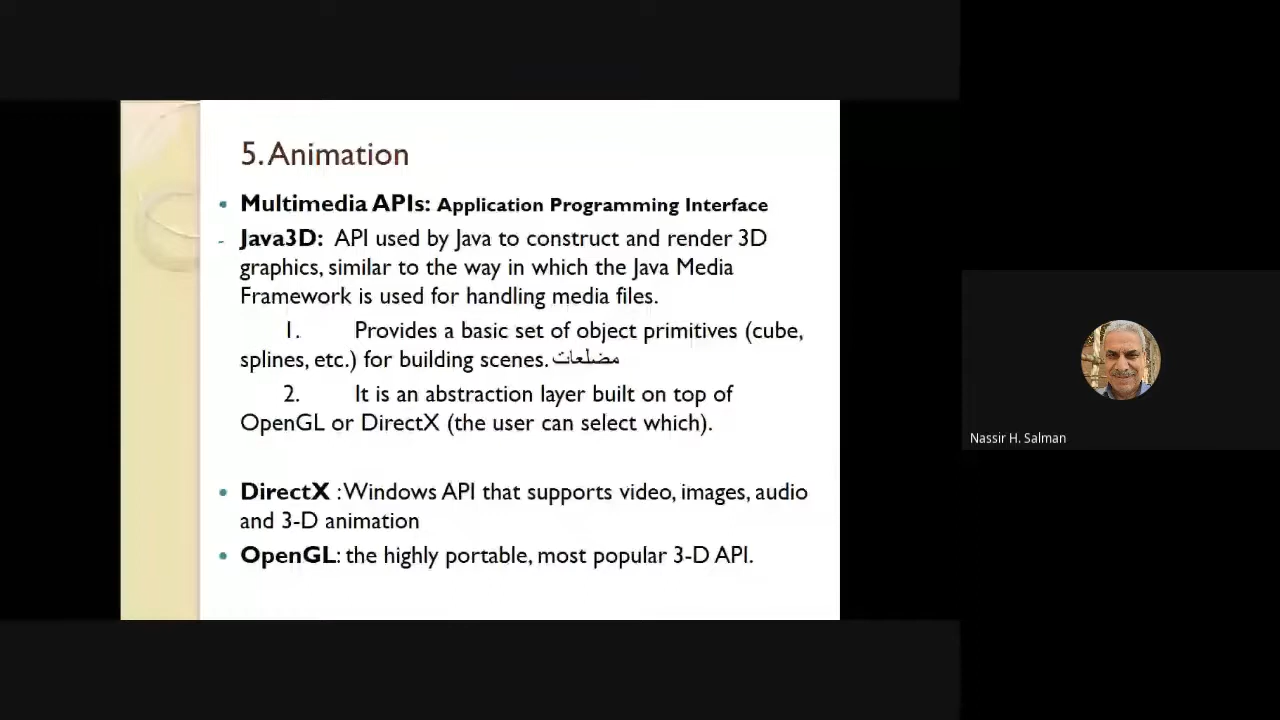 5. Animation
• Multimedia APIs: Application Programming Interface
- Java3D: API used by Java to construct and render 3D
graphics, similar to the way in which the Java Media
Framework is used for handling media files.
1. Provides a basic set of object primitives (cube,
splines, etc.) for building scenes. مضلعات
2. It is an abstraction layer built on top of
OpenGL or DirectX (the user can select which).
• DirectX : Windows API that supports video, images, audio
and 3-D animation
• OpenGL: the highly portable, most popular 3-D API.
Nassir H. Salman